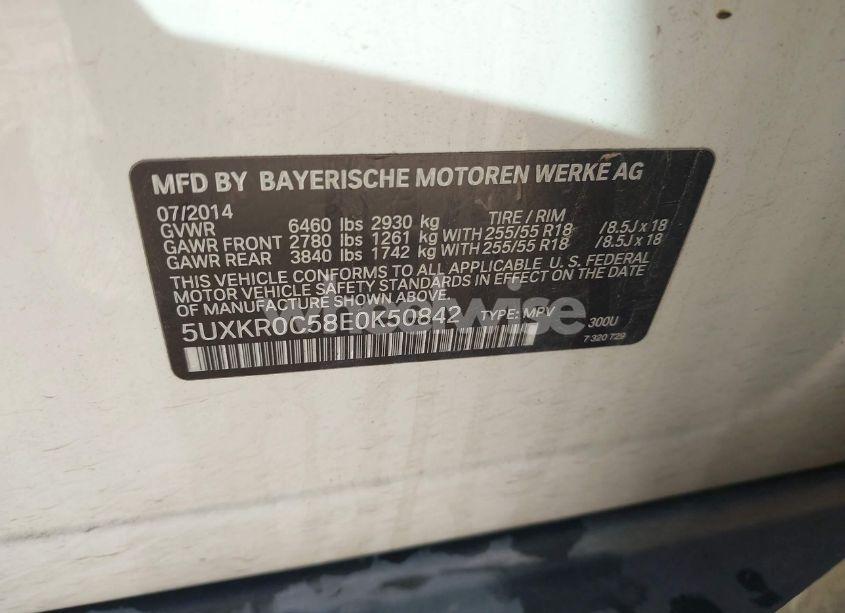 MFD BY BAYERISCHE MOTOREN WERKE AG
07/2014 TIRE / RIM
GVWR 6460 lbs 2930 kg
GAWR FRONT 2780 lbs 1261 kg WITH 255/55 R18 /8.5J x 18
GAWR REAR 3840 lbs 1742 kg WITH 255/55 R18 /8.5J x 18
THIS VEHICLE CONFORMS TO ALL APPLICABLE U. S. FEDERAL
MOTOR VEHICLE SAFETY STANDARDS IN EFFECT ON THE DATE
OF MANUFACTURE SHOWN ABOVE.
5UXKR0C58E0K50842 TYPE: MPV 300U
7 320 729